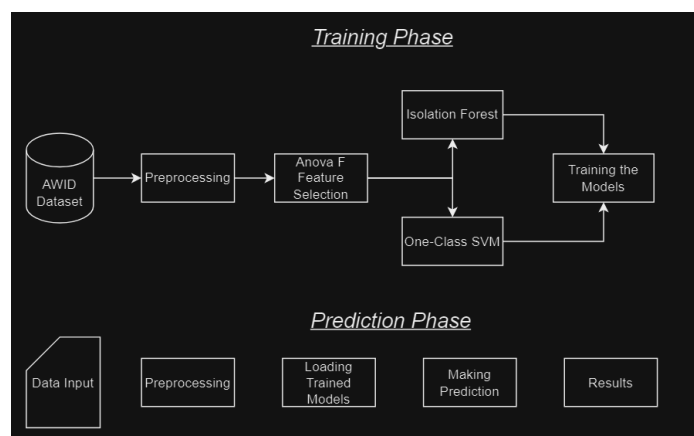 Training Phase
Isolation Forest
AWID
Dataset
Preprocessing
Anova F
Feature
Selection
Training the
Models
One-Class SVM
Prediction Phase
Data Input
Preprocessing
Loading
Trained
Models
Making
Prediction
Results